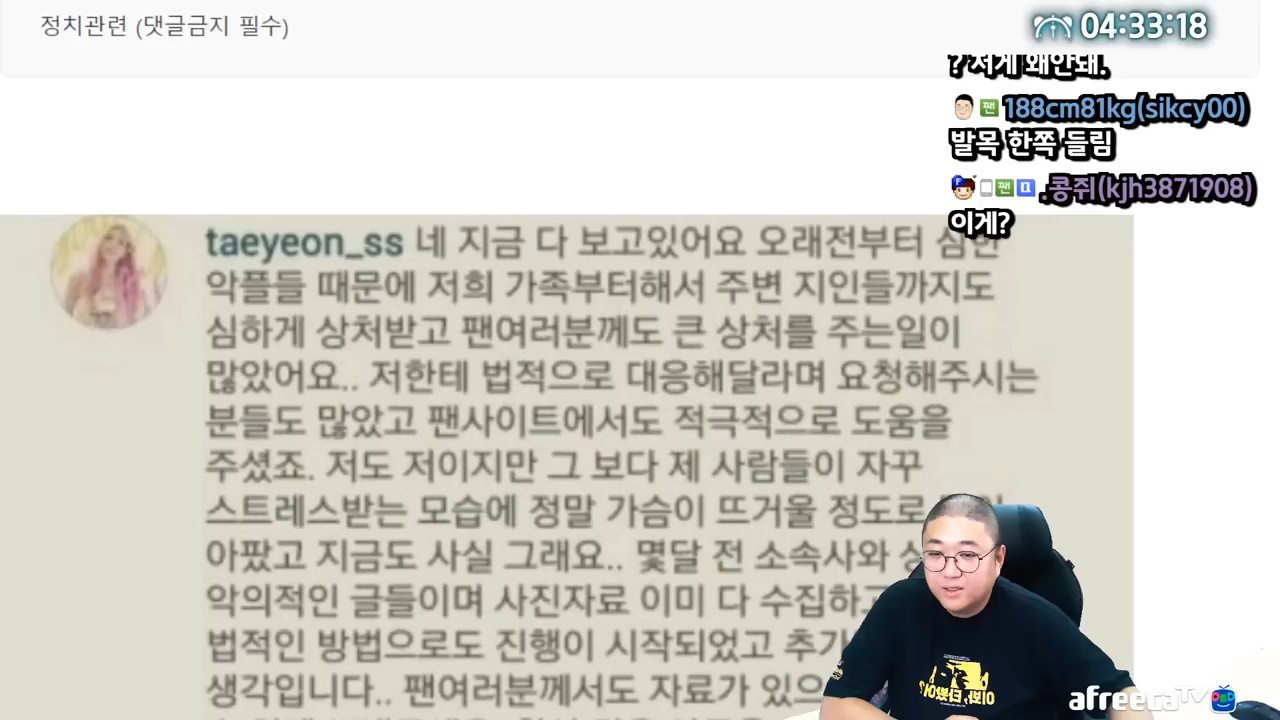 정치관련 (댓글금지 필수)
04:33:18
? 저게 왜안돼.
188cm81kg(sikcy00)
발목 한쪽 들림
.콩쥐(kjh3871908)
이게?
taeyeon_ss 네 지금 다 보고있어요 오래전부터 심한
악플들 때문에 저희 가족부터해서 주변 지인들까지도
심하게 상처받고 팬여러분께도 큰 상처를 주는일이
많았어요.. 저한테 법적으로 대응해달라며 요청해주시는
분들도 많았고 팬사이트에서도 적극적으로 도움을
주셨죠. 저도 저이지만 그 보다 제 사람들이 자꾸
스트레스받는 모습에 정말 가슴이 뜨거울 정도로
아팠고 지금도 사실 그래요.. 몇달 전 소속사와
악의적인 글들이며 사진자료 이미 다 수집하고
법적인 방법으로도 진행이 시작되었고 추가
생각입니다.. 팬여러분께서도 자료가 있으
afreecaTV